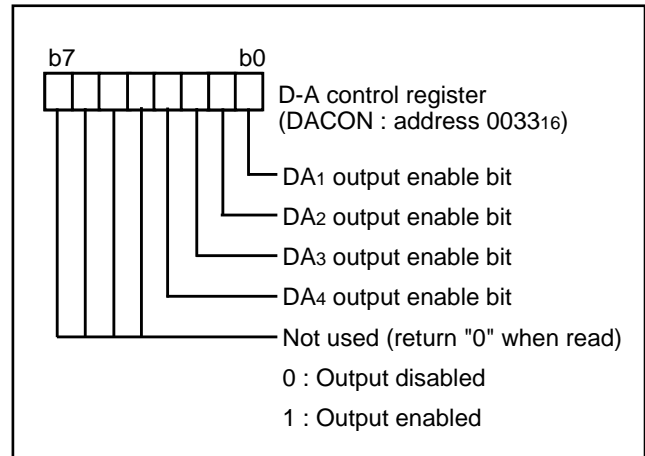 b7 b0
D-A control register
(DACON : address 003316)
DA1 output enable bit
DA2 output enable bit
DA3 output enable bit
DA4 output enable bit
Not used (return "0" when read)
0 : Output disabled
1 : Output enabled